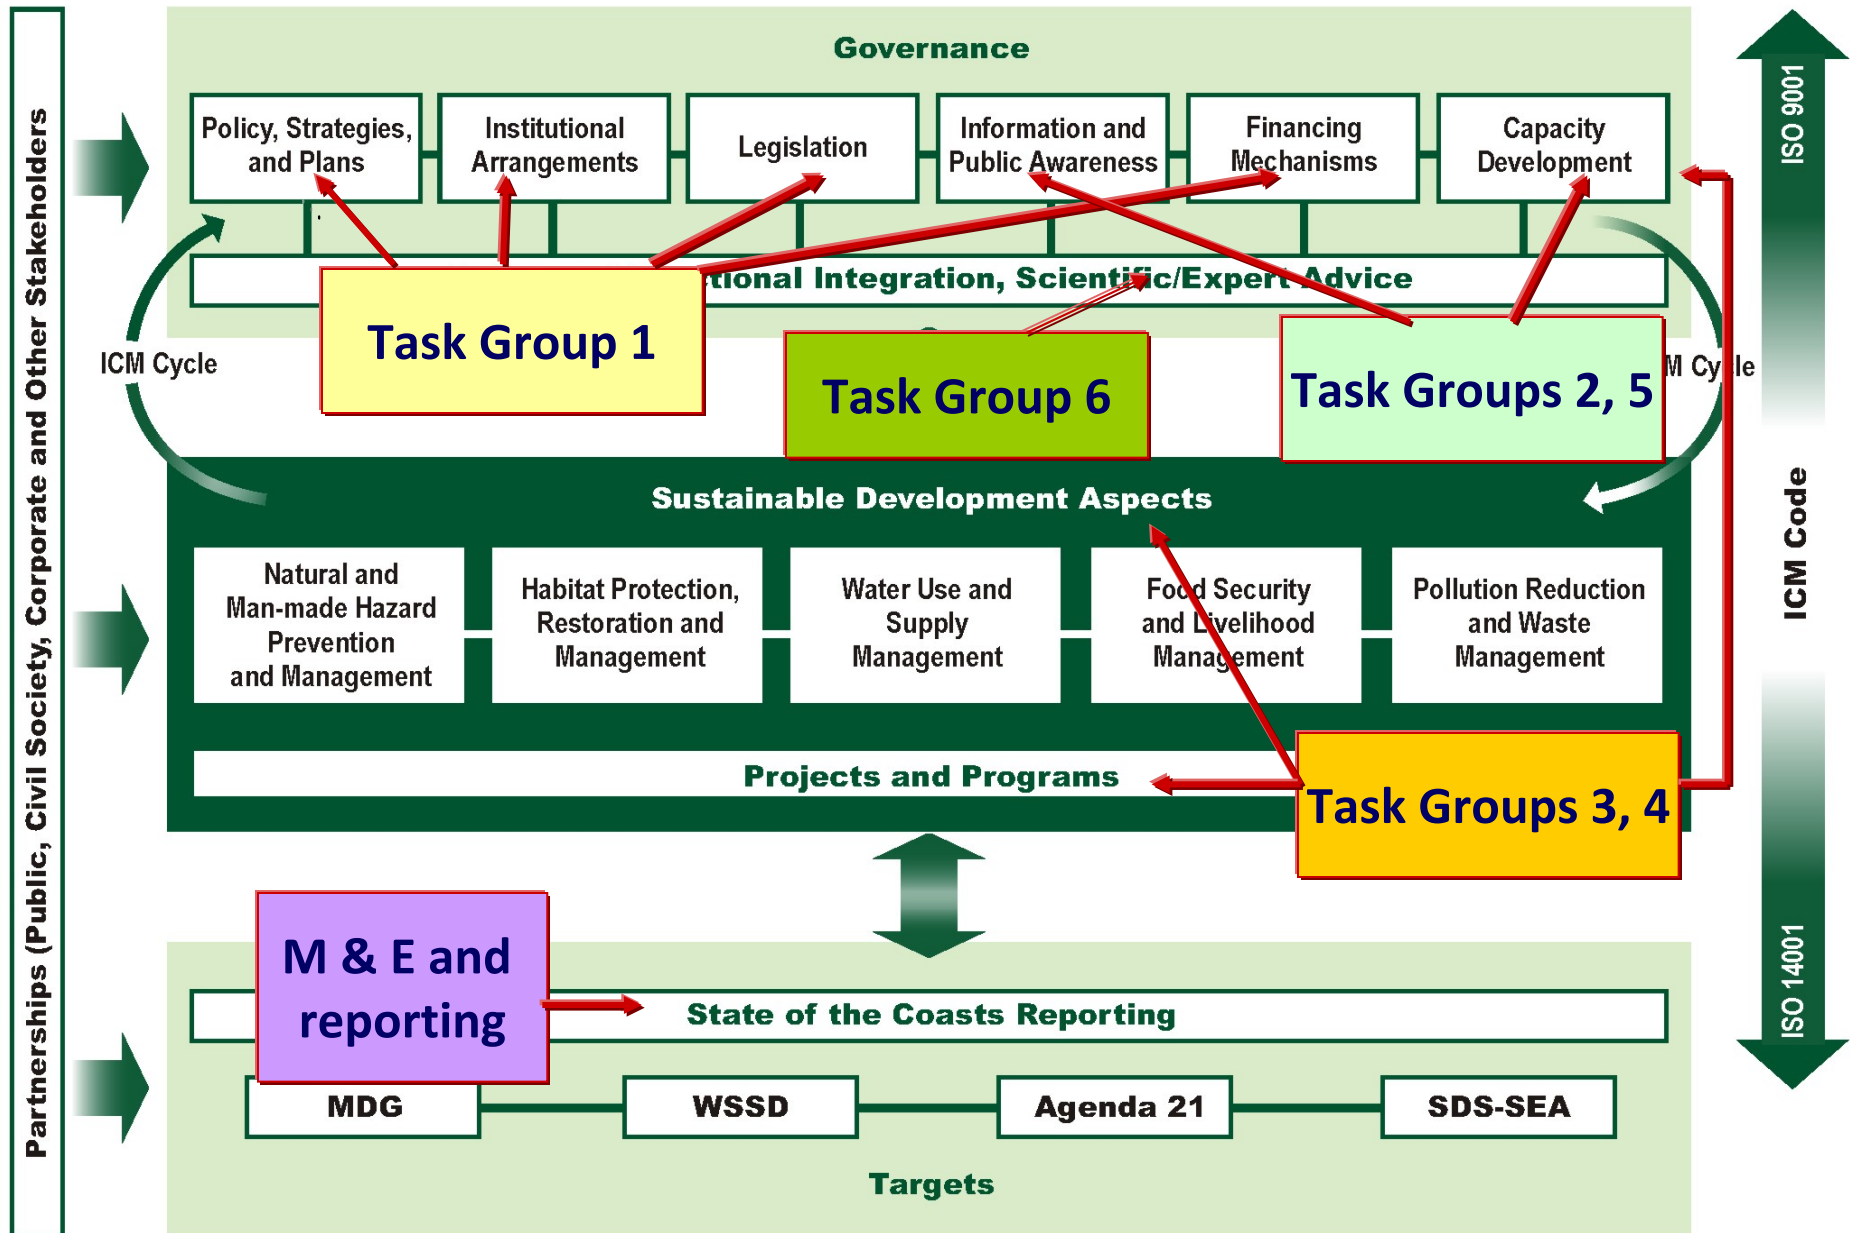 Partnerships (Public, Civil Society, Corporate and Other Stakeholders
Governance
Policy, Strategies,
and Plans
Institutional
Arrangements
Legislation
Information and
Public Awareness
Financing
Mechanisms
Capacity
Development
Integration, Scientific/Expert Advice
Task Group 1
Task Group 6
Task Groups 2, 5
ICM Cycle
Cycle
ISO 9001
ICM Code
ISO 14001
Sustainable Development Aspects
Natural and
Man-made Hazard
Prevention
and Management
Habitat Protection,
Restoration and
Management
Water Use and
Supply
Management
Food Security
and Livelihood
Management
Pollution Reduction
and Waste
Management
Projects and Programs
Task Groups 3, 4
M & E and
reporting
State of the Coasts Reporting
MDG
WSSD
Agenda 21
SDS-SEA
Targets